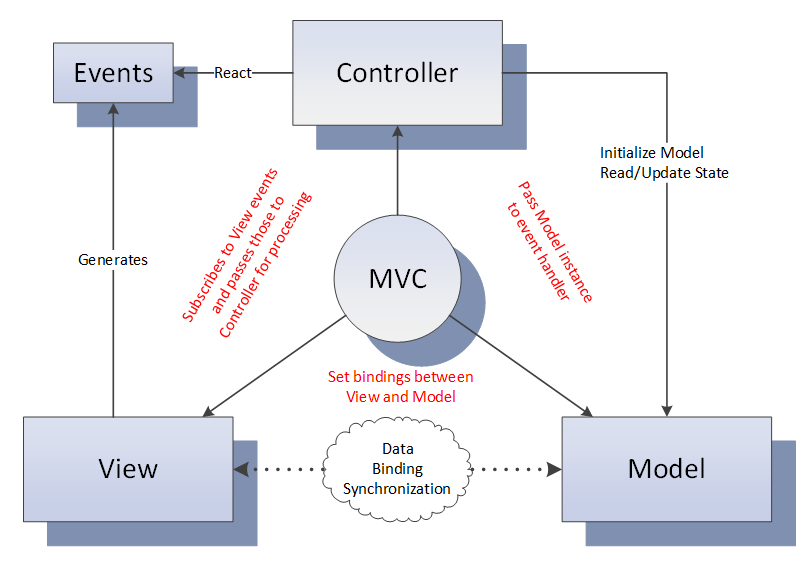 Events
React
Controller
Initialize Model
Read/Update State
Subscribes to View events
and passes those to
Controller for processing
Pass Model instance
to event handler
Generates
MVC
Set bindings between
View and Model
View
Data
Binding
Synchronization
Model